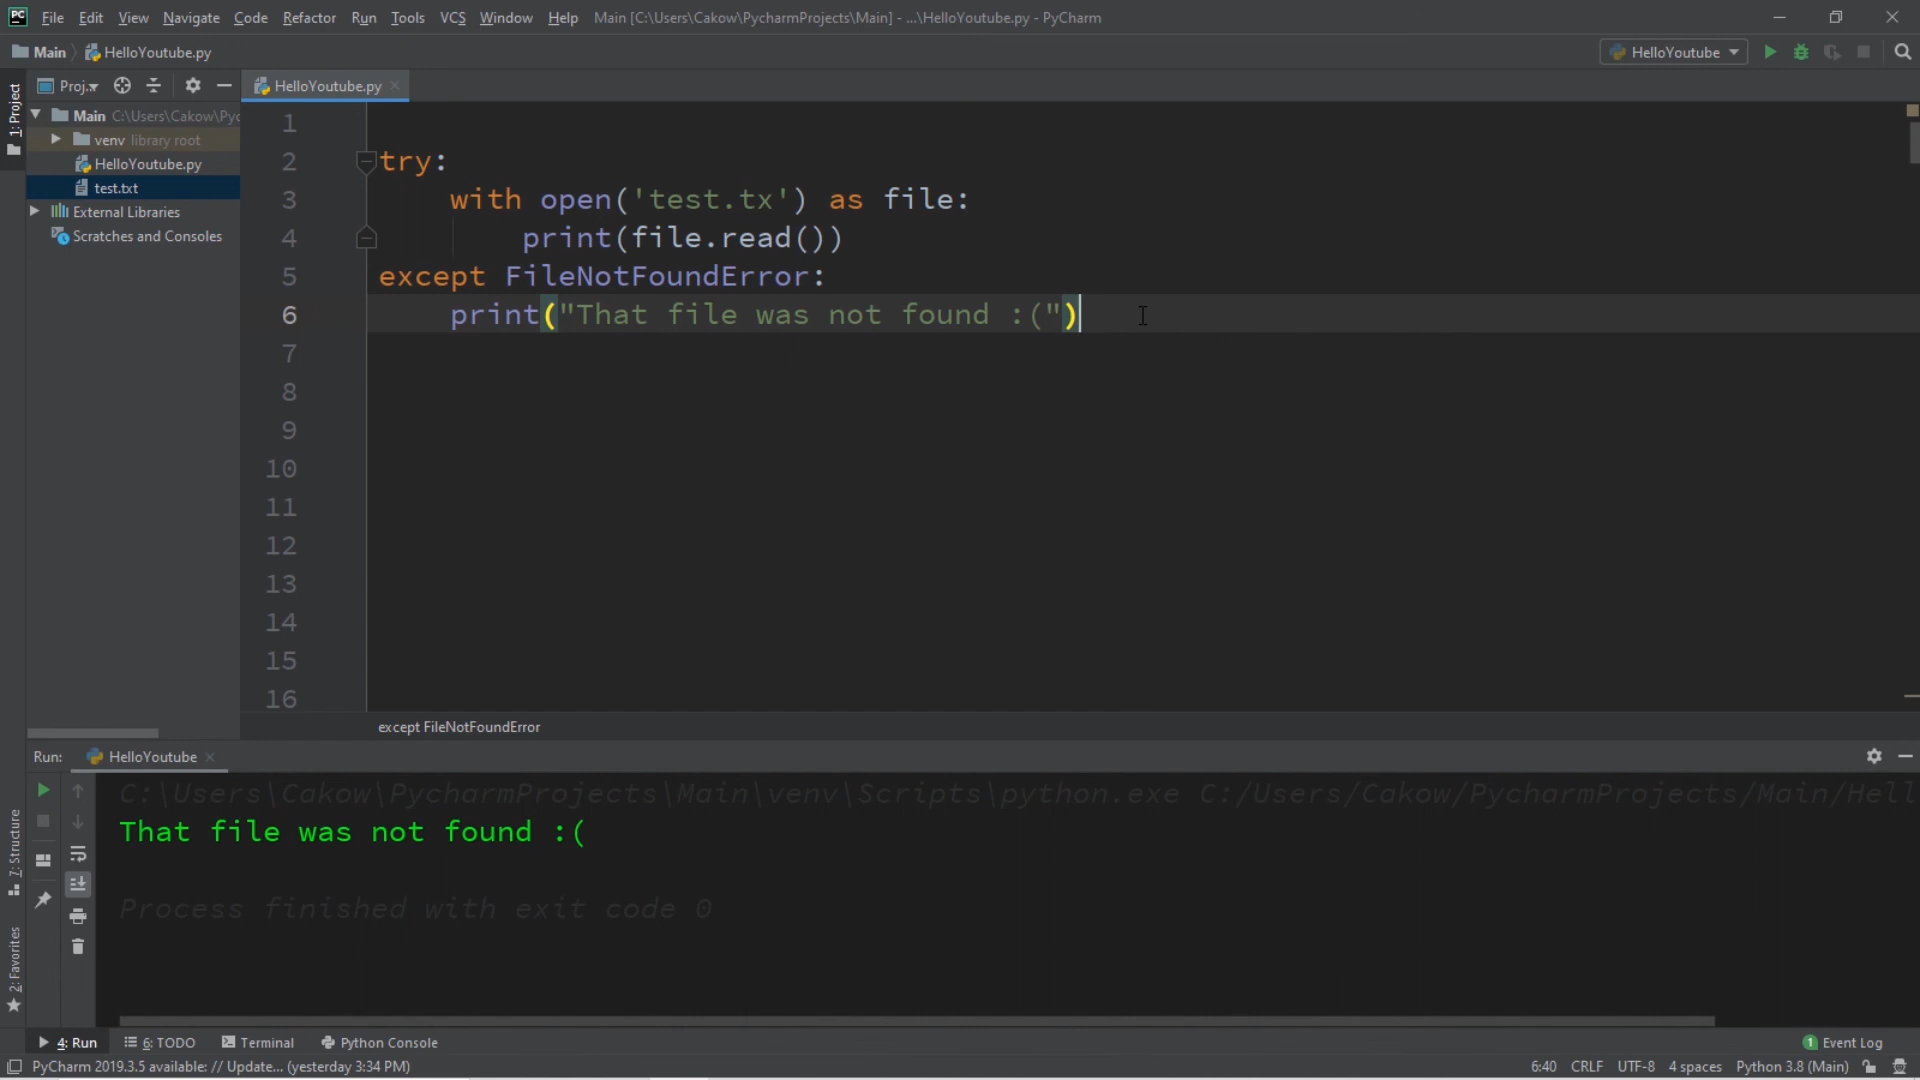 PC File Edit View Navigate Code Refactor Run Tools VCS Window Help Main [C:\Users\Cakow\PycharmProjects\Main] - ...\HelloYoutube.py - PyCharm
Main HelloYoutube.py HelloYoutube
1: Project
Proj..
HelloYoutube.py
Main C:\Users\Cakow\Pyc
venv library root
HelloYoutube.py
test.txt
External Libraries
Scratches and Consoles
1
2 try:
3     with open('test.tx') as file:
4         print(file.read())
5 except FileNotFoundError:
6     print("That file was not found :(")
7
8
9
10
11
12
13
14
15
16
except FileNotFoundError
Run: HelloYoutube
C:\Users\Cakow\PycharmProjects\Main\venv\Scripts\python.exe C:/Users/Cakow/PycharmProjects/Main/Hell
That file was not found :(
Process finished with exit code 0
7: Structure
2: Favorites
4: Run 6: TODO Terminal Python Console 1 Event Log
PyCharm 2019.3.5 available: // Update... (yesterday 3:34 PM) 6:40 CRLF UTF-8 4 spaces Python 3.8 (Main)